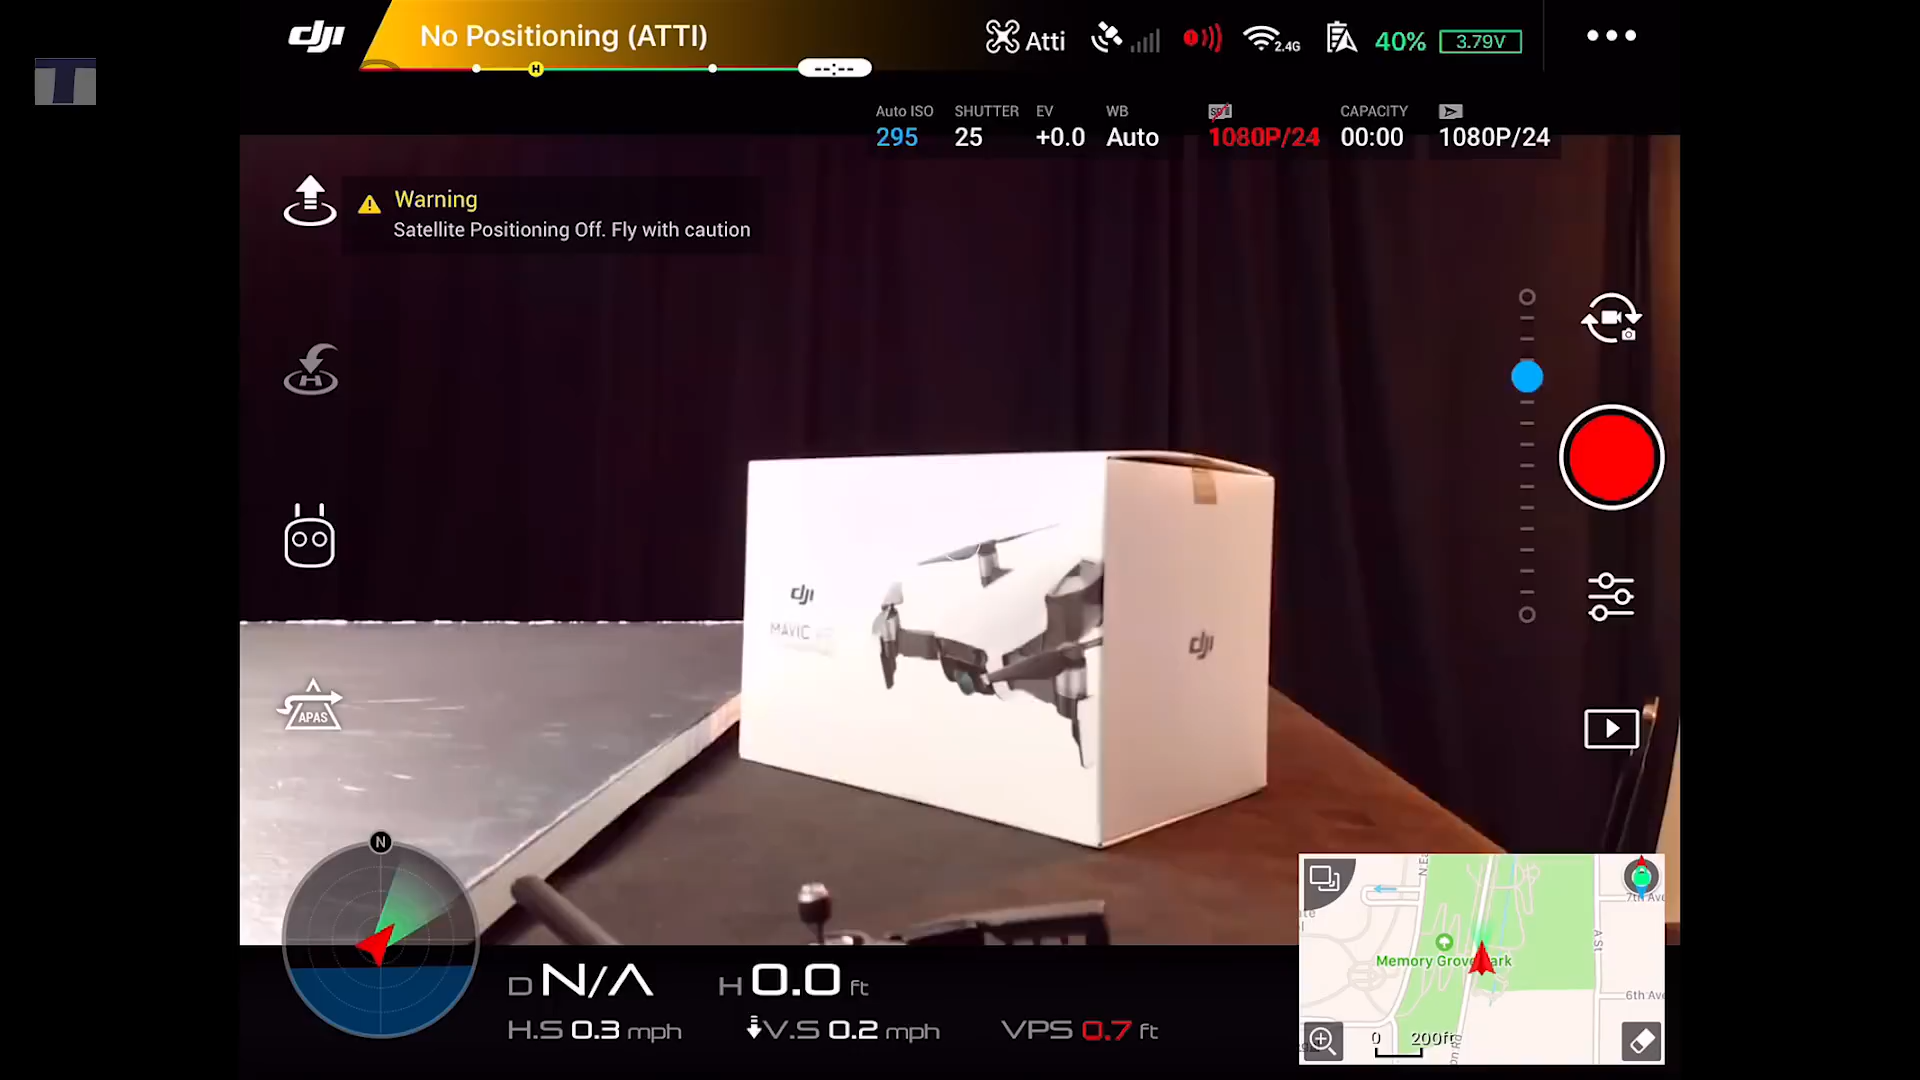 dji
No Positioning (ATTI)
Atti
2.4G
40%
3.79V
H
--:--
T
Auto ISO
295
SHUTTER
25
EV
+0.0
WB
Auto
1080P/24
CAPACITY
00:00
1080P/24
Warning
Satellite Positioning Off. Fly with caution
H
APAS
dji
MAVIC
dji
N
D N/A
H 0.0 ft
H.S 0.3 mph
V.S 0.2 mph
VPS 0.7 ft
7th Ave
A St
Memory Grove Park
6th Ave
0 200ft